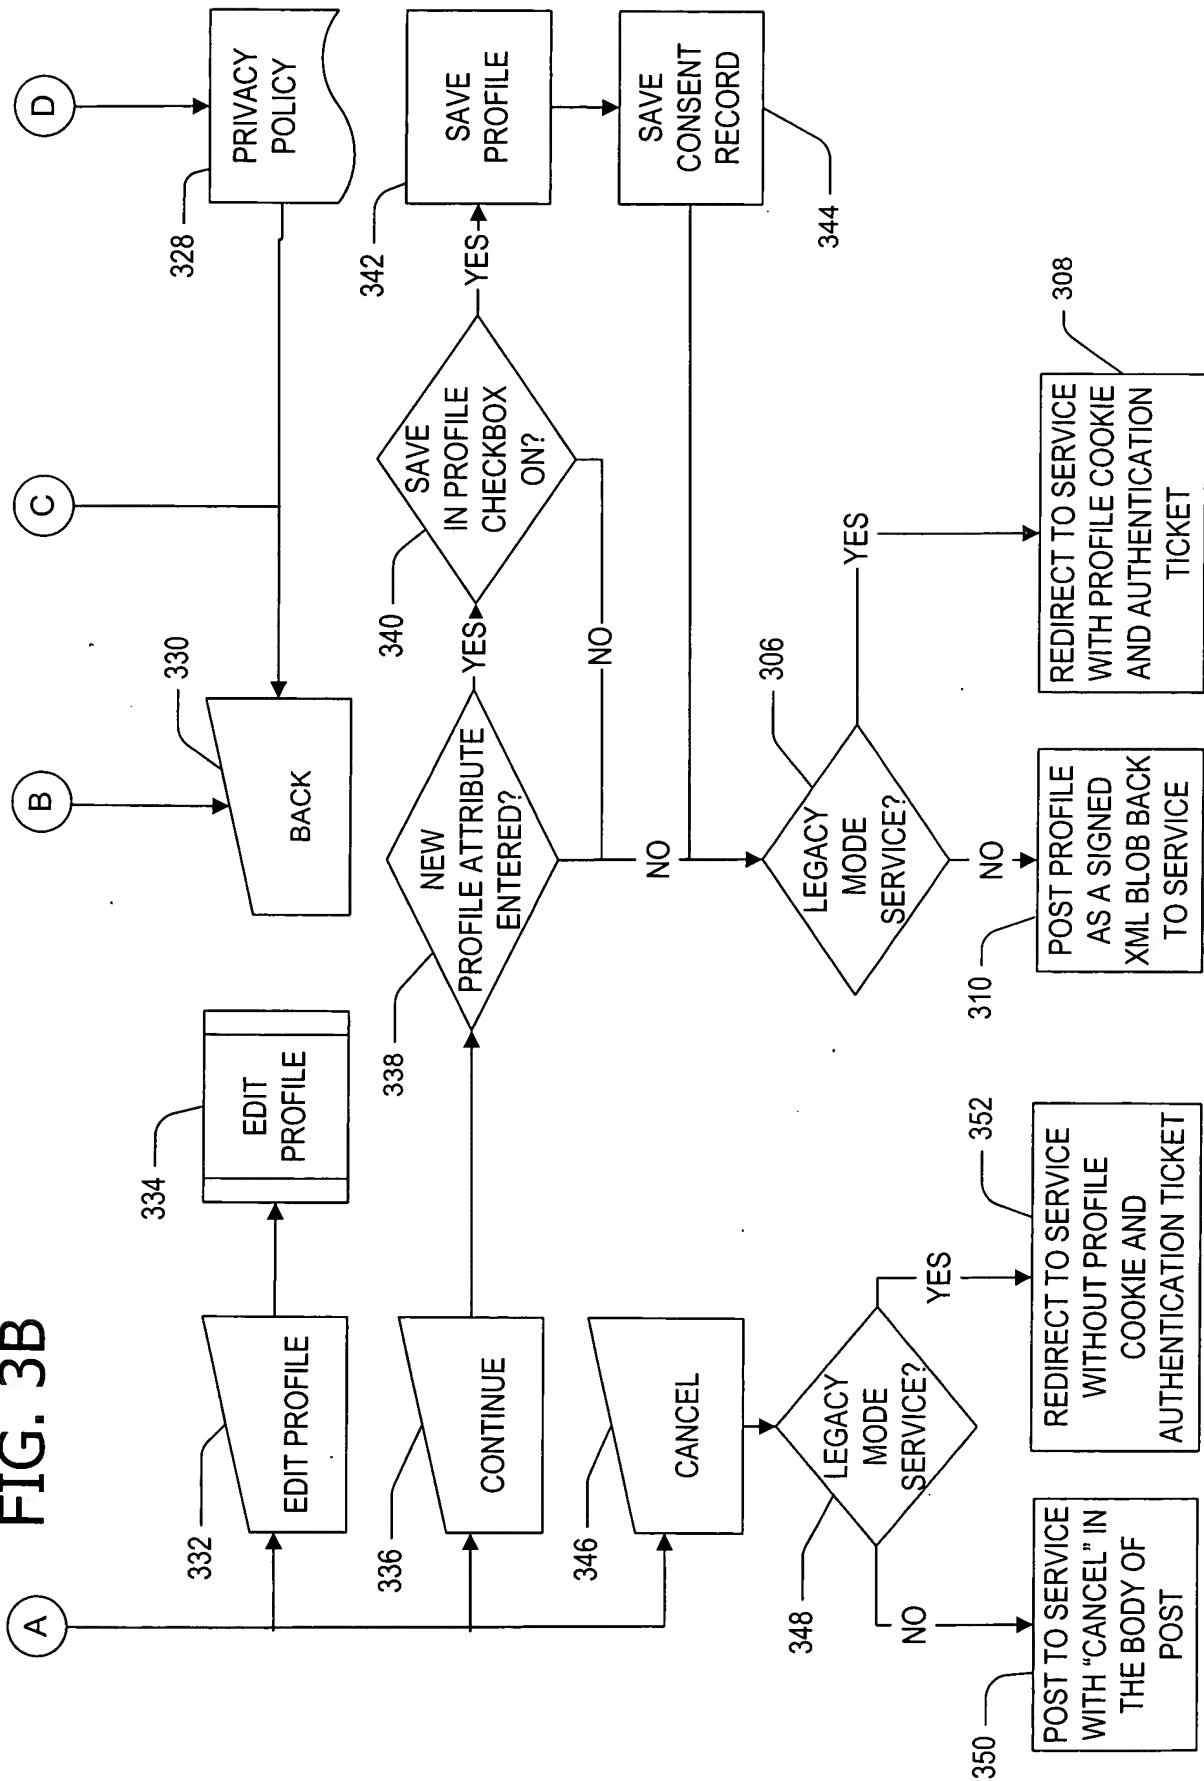 FIG. 3B
A
B
C
D
332
EDIT PROFILE
334
EDIT
PROFILE
330
BACK
328
PRIVACY
POLICY
336
CONTINUE
338
NEW
PROFILE ATTRIBUTE
ENTERED?
YES
NO
340
SAVE
IN PROFILE
CHECKBOX
ON?
YES
NO
342
SAVE
PROFILE
SAVE
CONSENT
RECORD
344
346
CANCEL
348
LEGACY
MODE
SERVICE?
NO
YES
306
LEGACY
MODE
SERVICE?
NO
YES
350
POST TO SERVICE
WITH "CANCEL" IN
THE BODY OF
POST
352
REDIRECT TO SERVICE
WITHOUT PROFILE
COOKIE AND
AUTHENTICATION TICKET
310
POST PROFILE
AS A SIGNED
XML BLOB BACK
TO SERVICE
308
REDIRECT TO SERVICE
WITH PROFILE COOKIE
AND AUTHENTICATION
TICKET